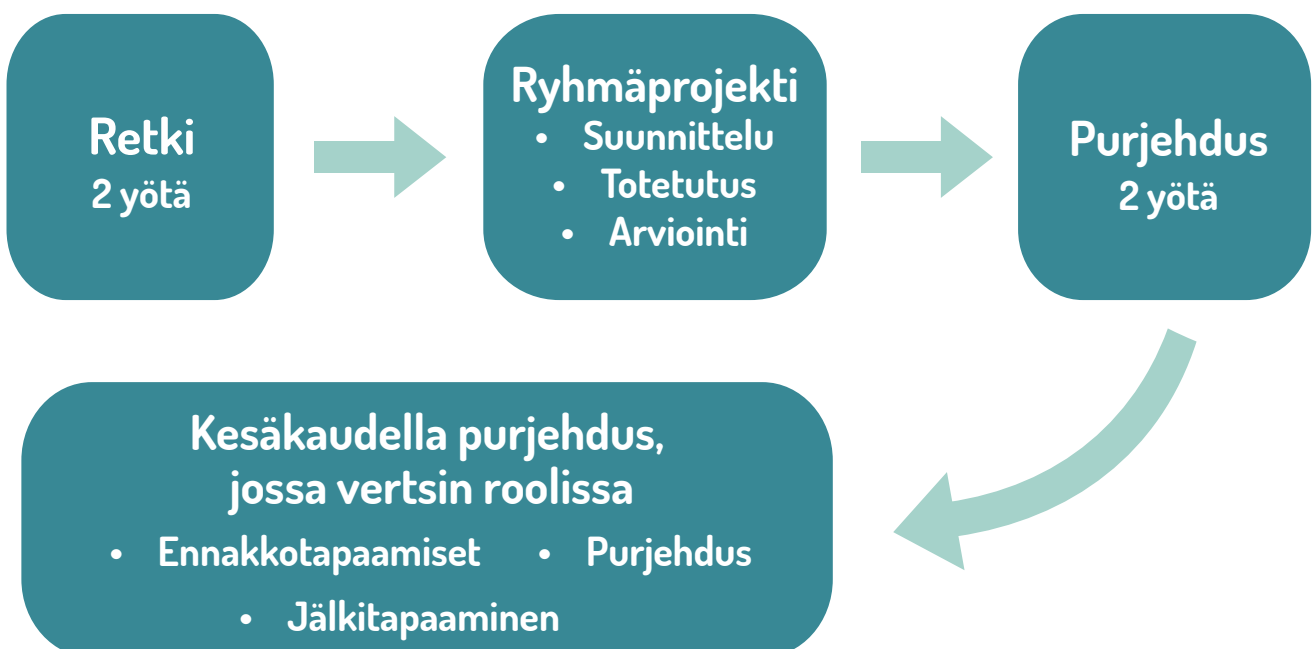 Retki
2 yötä
Ryhmäprojekti
• Suunnittelu
• Totetutus
• Arviointi
Purjehdus
2 yötä
Kesäkaudella purjehdus,
jossa vertsin roolissa
• Ennakkotapaamiset • Purjehdus
• Jälkitapaaminen